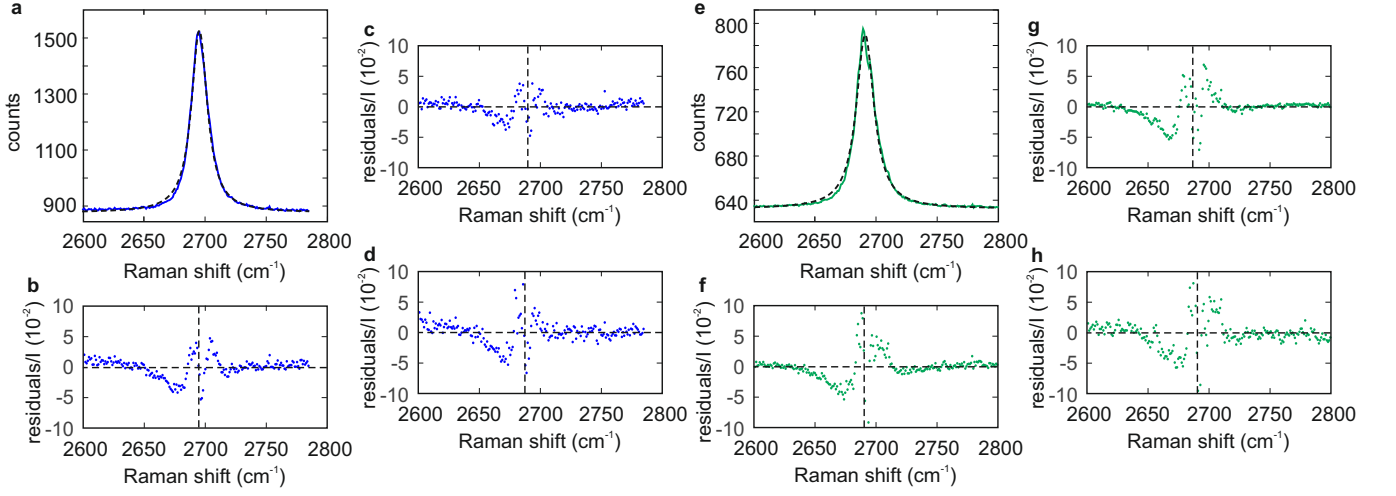 a
1500
1300
1100
900
counts
2600 2650 2700 2750 2800
Raman shift (cm⁻¹)
b
10
5
0
-5
-10
residuals/I (10⁻²)
2600 2650 2700 2750 2800
Raman shift (cm⁻¹)
c
10
5
0
-5
-10
residuals/I (10⁻²)
2600 2650 2700 2750 2800
Raman shift (cm⁻¹)
d
10
5
0
-5
-10
residuals/I (10⁻²)
2600 2650 2700 2750 2800
Raman shift (cm⁻¹)
e
800
760
720
680
640
counts
2600 2650 2700 2750 2800
Raman shift (cm⁻¹)
f
10
5
0
-5
-10
residuals/I (10⁻²)
2600 2650 2700 2750 2800
Raman shift (cm⁻¹)
g
10
5
0
-5
-10
residuals/I (10⁻²)
2600 2650 2700 2750 2800
Raman shift (cm⁻¹)
h
10
5
0
-5
-10
residuals/I (10⁻²)
2600 2650 2700 2750 2800
Raman shift (cm⁻¹)